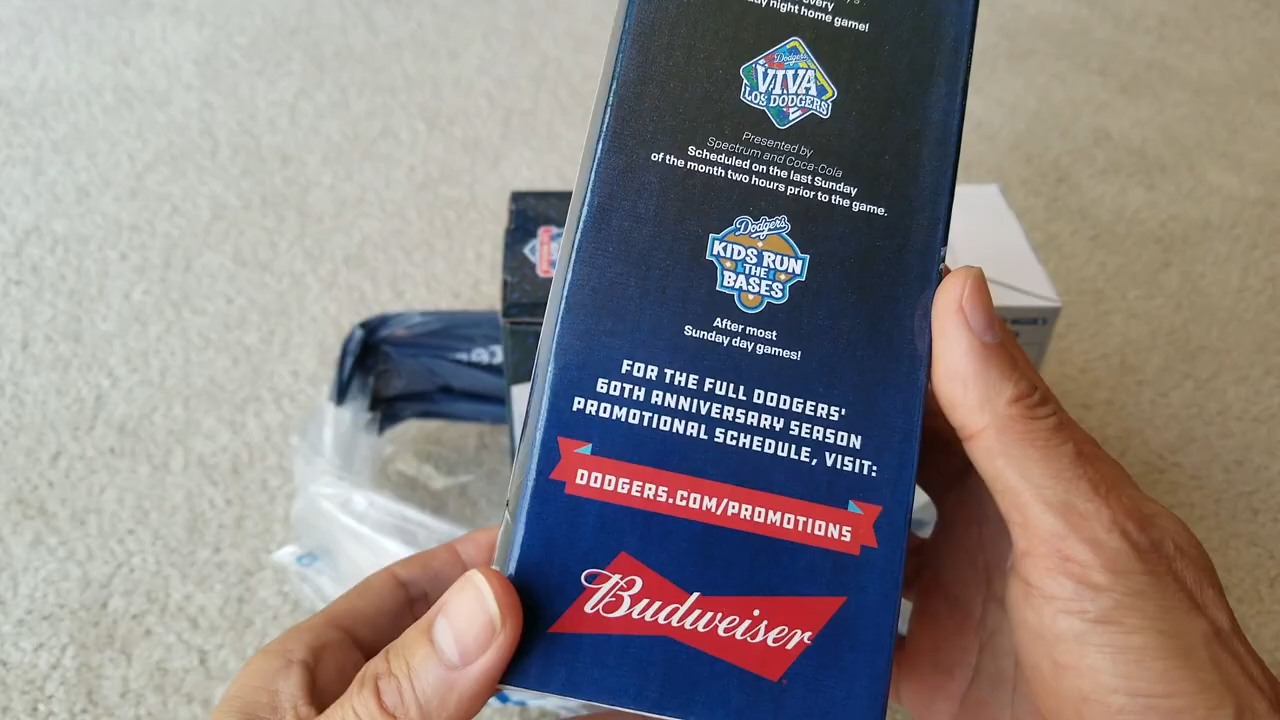 every
day night home game!
Dodgers
VIVA
LOS DODGERS
Presented by
Spectrum and Coca-Cola
Scheduled on the last Sunday
of the month two hours prior to the game.
Dodgers
KIDS RUN
THE
BASES
After most
Sunday day games!
FOR THE FULL DODGERS'
60TH ANNIVERSARY SEASON
PROMOTIONAL SCHEDULE, VISIT:
DODGERS.COM/PROMOTIONS
Budweiser